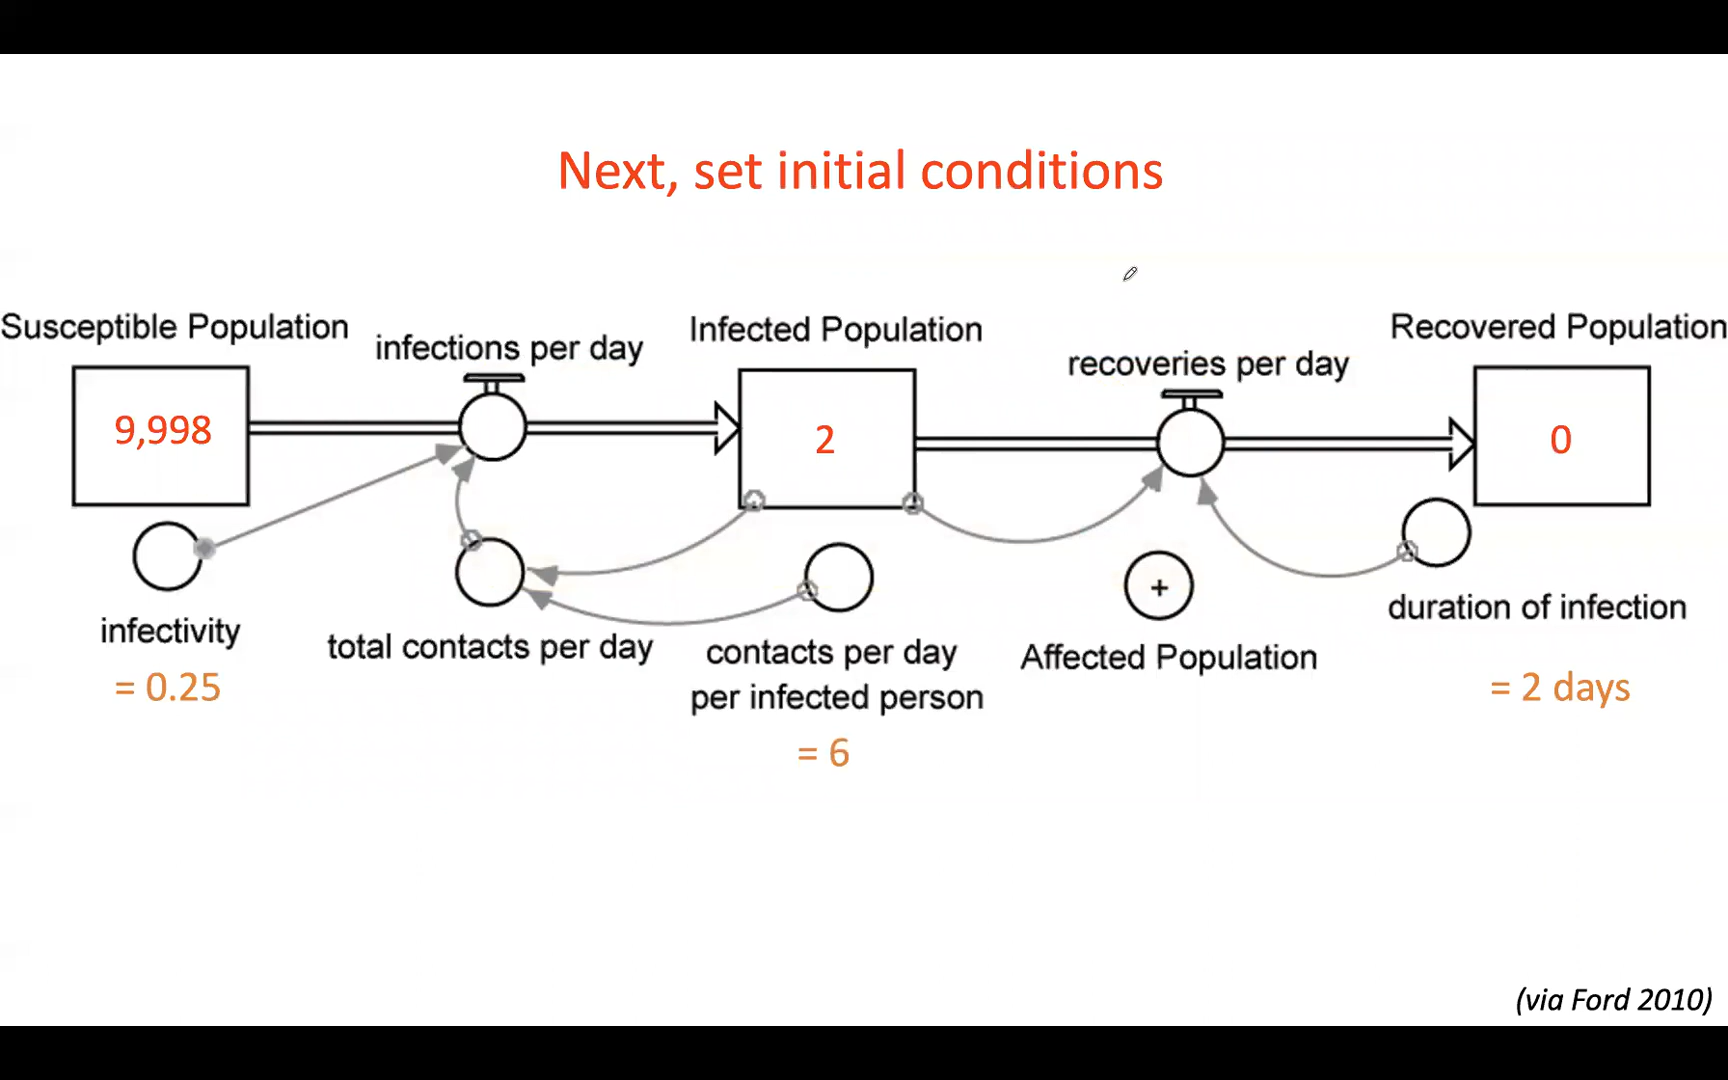 Next, set initial conditions
Susceptible Population
infections per day
Infected Population
recoveries per day
Recovered Population
9,998
2
0
infectivity
= 0.25
total contacts per day
contacts per day
per infected person
= 6
+
Affected Population
duration of infection
= 2 days
(via Ford 2010)